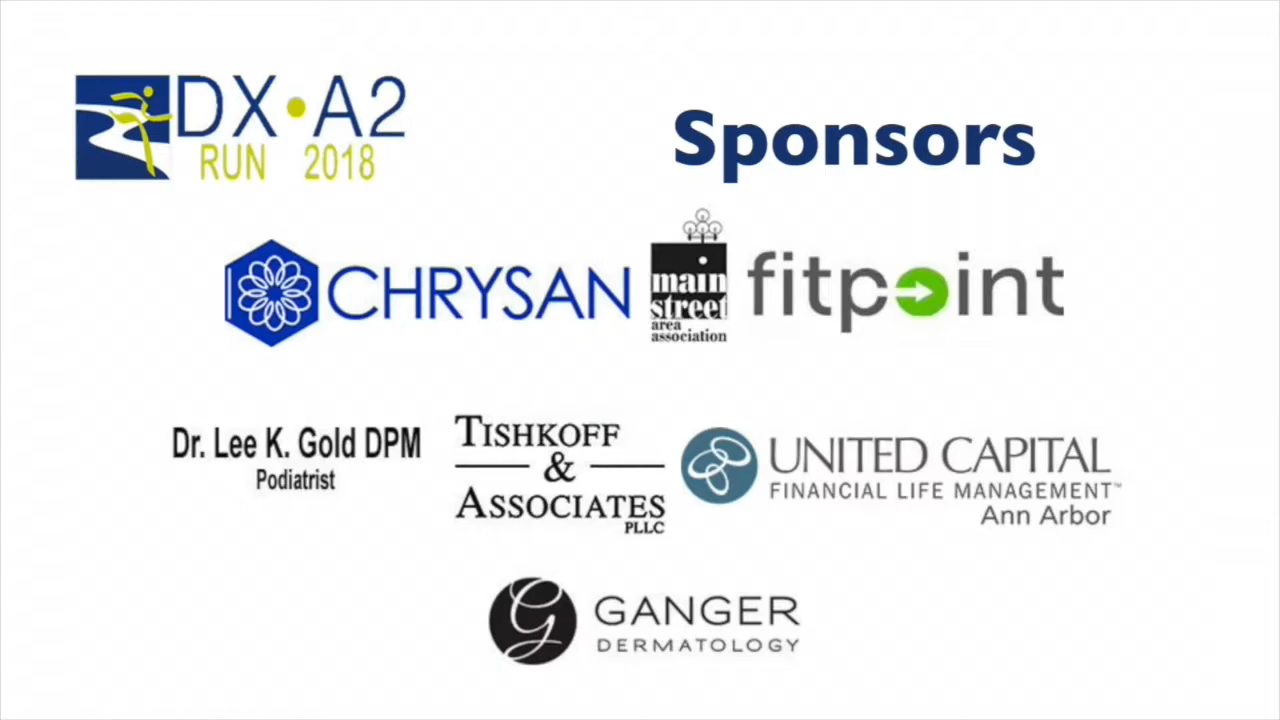 DX•A2
RUN 2018
Sponsors
CHRYSAN
main
street
area
association
fitpoint
Dr. Lee K. Gold DPM
Podiatrist
TISHKOFF
&
ASSOCIATES
PLLC
UNITED CAPITAL
FINANCIAL LIFE MANAGEMENT™
Ann Arbor
G
GANGER
DERMATOLOGY